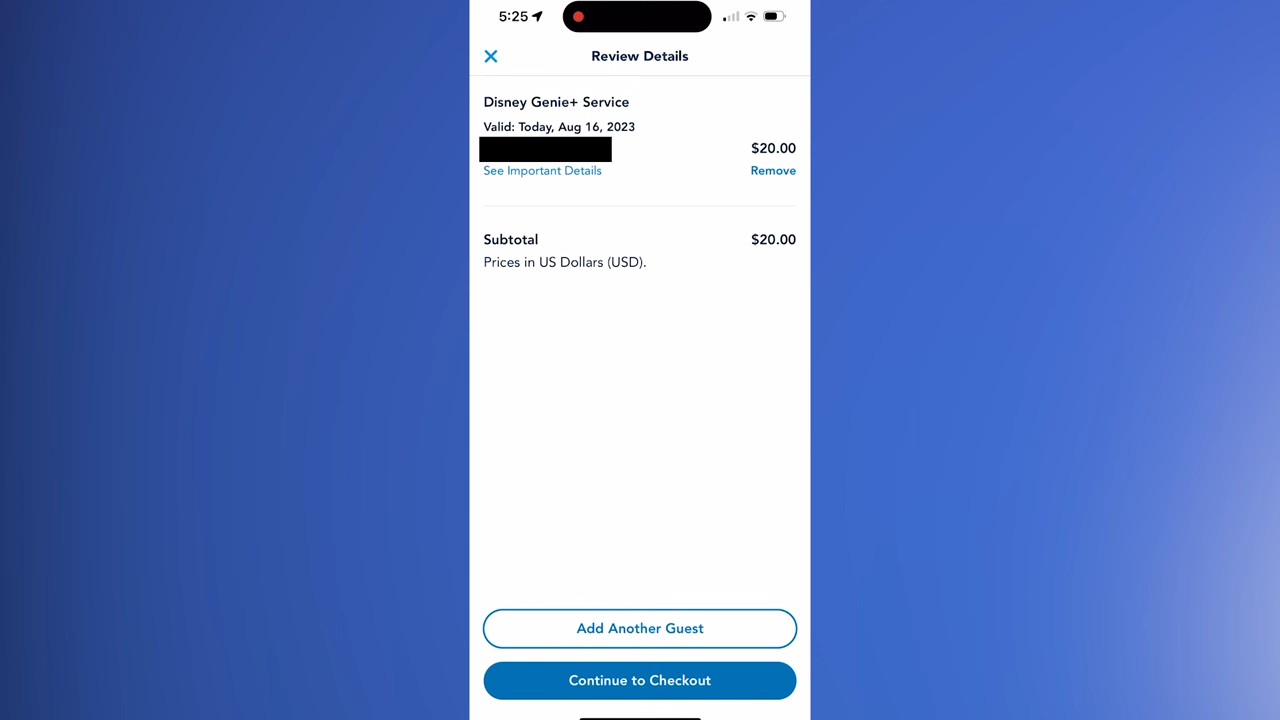 5:25
Review Details
Disney Genie+ Service
Valid: Today, Aug 16, 2023
$20.00
See Important Details
Remove
Subtotal
$20.00
Prices in US Dollars (USD).
Add Another Guest
Continue to Checkout